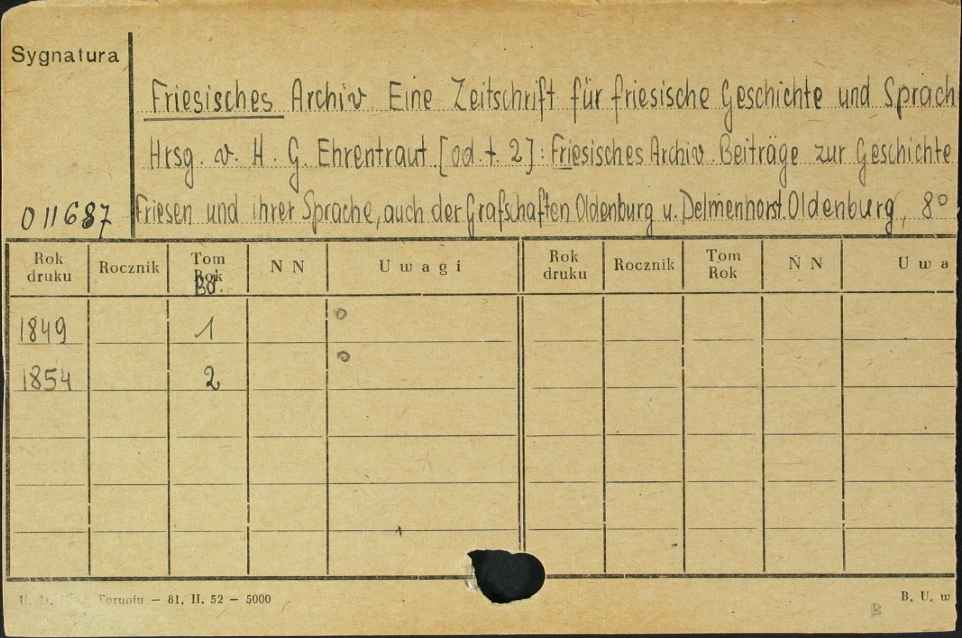 Sygnatura
Friesisches Archiv Eine Zeitschrift für friesische Geschichte und Sprach
Hrsg. v. H. G. Ehrentraut [od t. 2]: Friesisches Archiv. Beiträge zur Geschichte
011687 Friesen und ihrer Sprache, auch der Grafschaften Oldenburg u. Delmenhorst. Oldenburg, 8°
Rok druku Rocznik Tom Rok Bd. N N Uwagi Rok druku Rocznik Tom Rok N N Uwa
1849 1 o
1854 2 o
Toruniu — 81. II. 52 — 5000 B. U. w
B